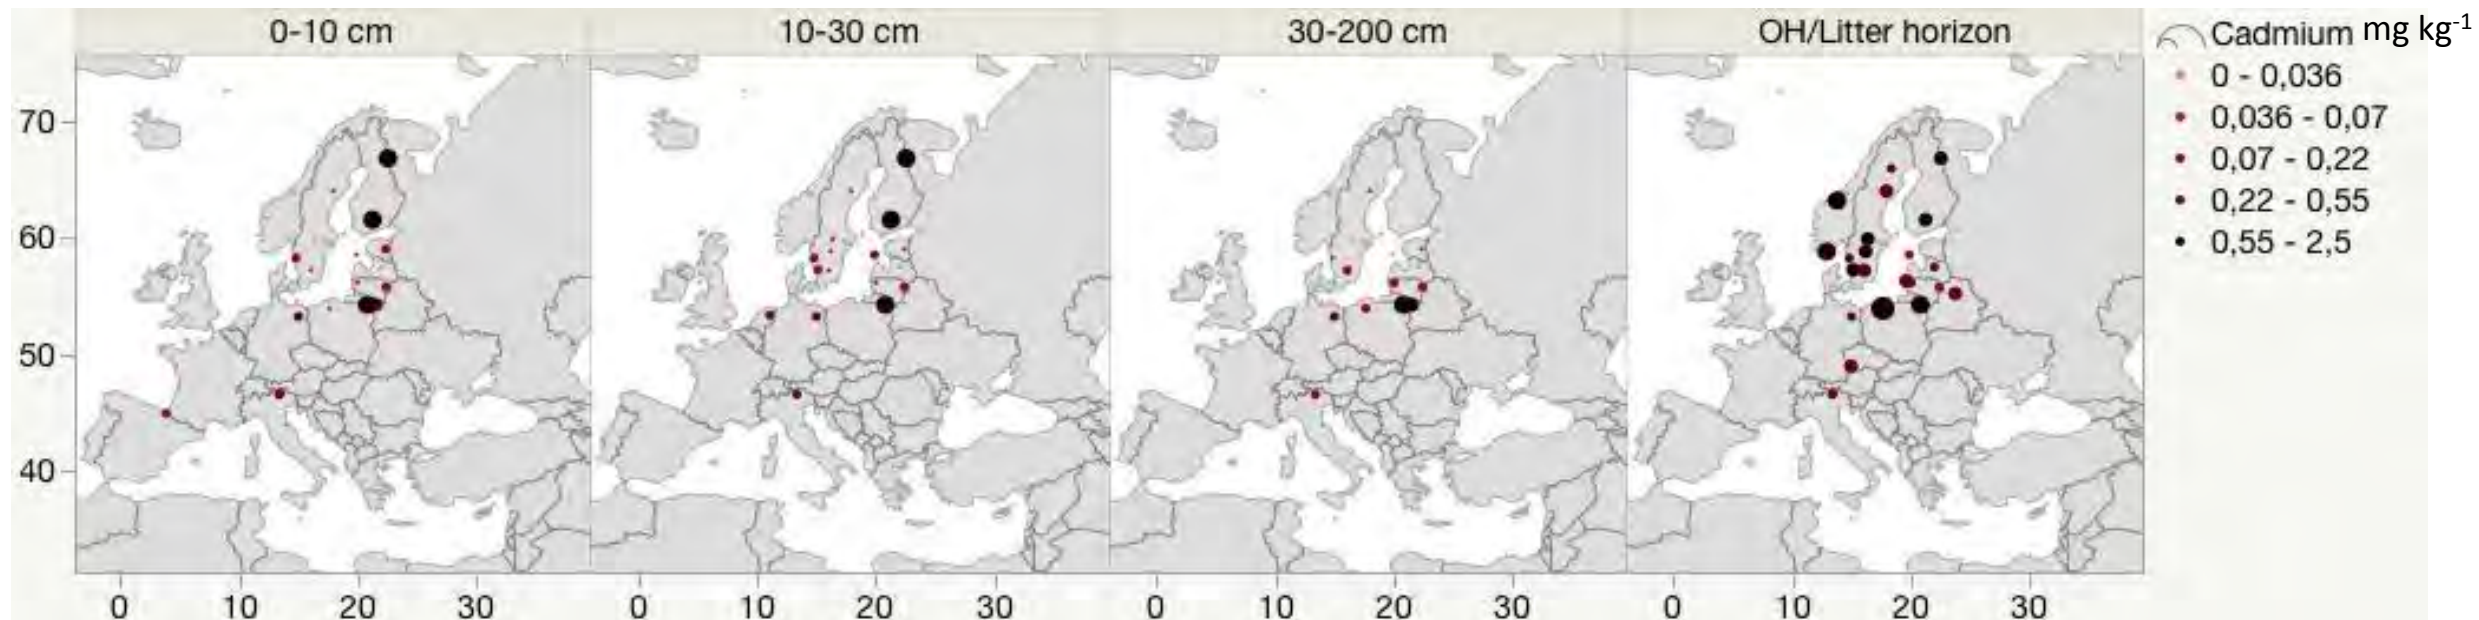 0-10 cm
10-30 cm
30-200 cm
OH/Litter horizon
Cadmium mg kg⁻¹
0 - 0,036
0,036 - 0,07
0,07 - 0,22
0,22 - 0,55
0,55 - 2,5
70
60
50
40
0 10 20 30
0 10 20 30
0 10 20 30
0 10 20 30